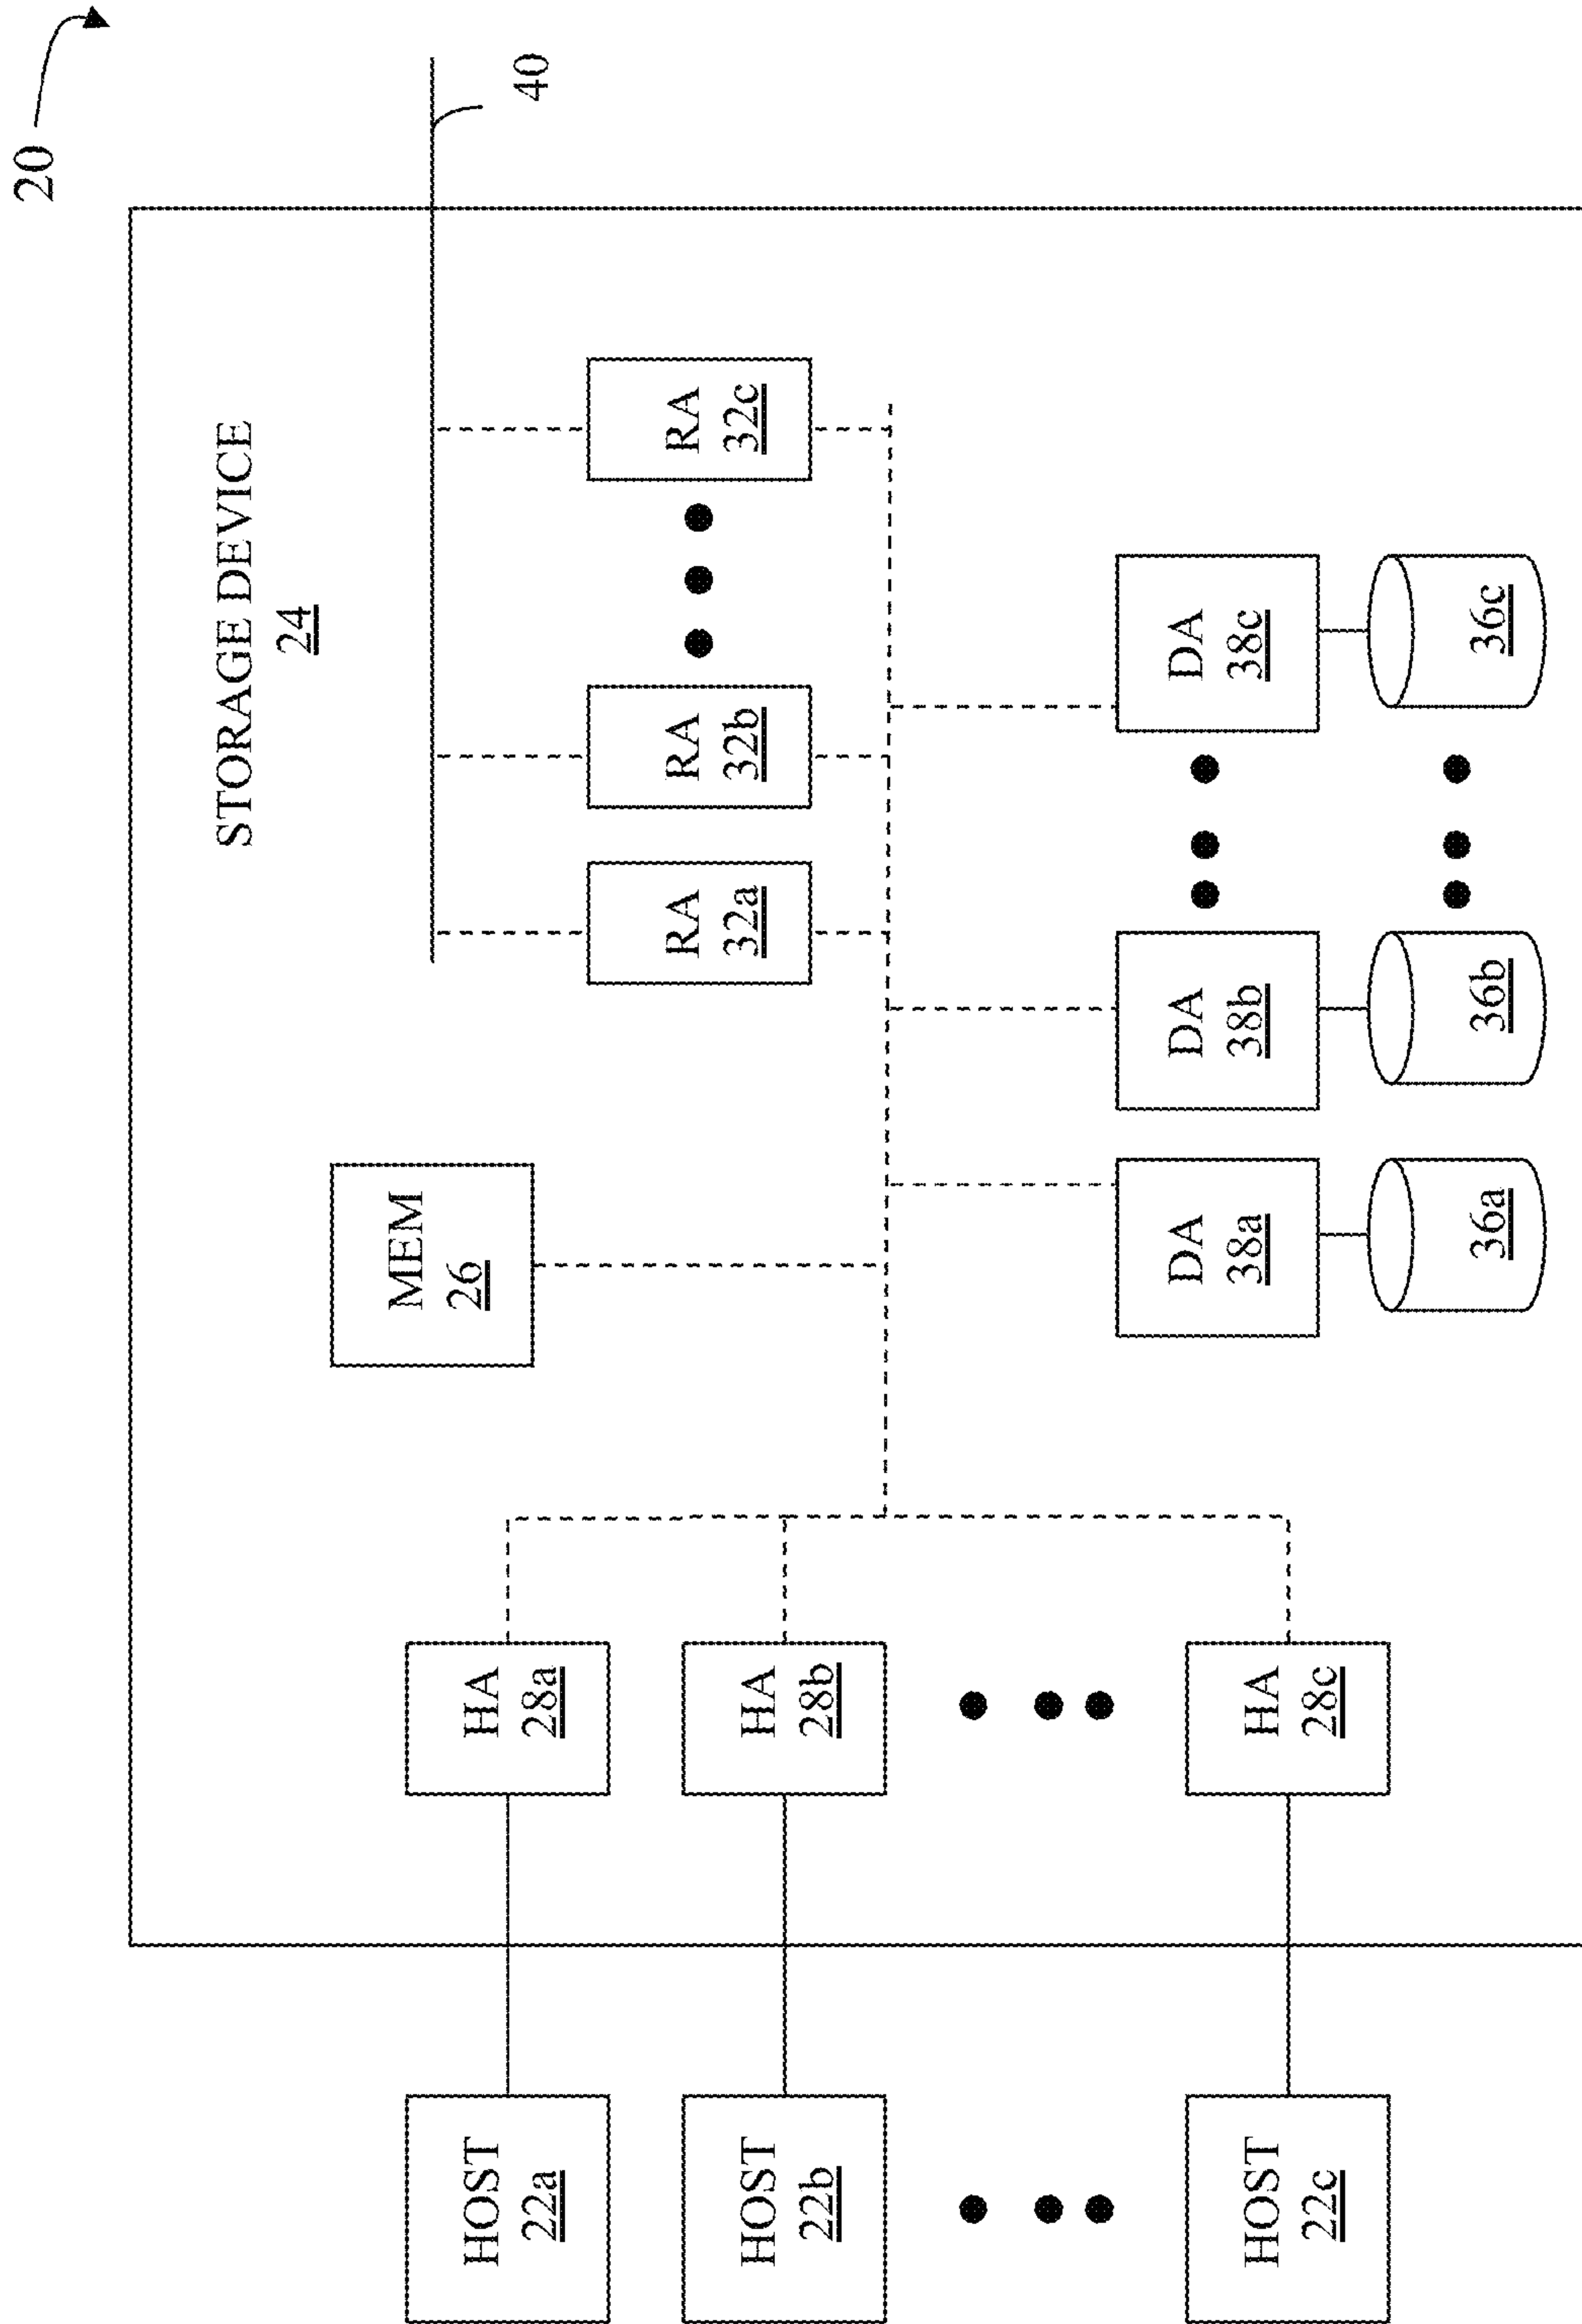 20
STORAGE DEVICE
24
40
HOST
22a
HA
28a
MEM
26
RA
32a
RA
32b
RA
32c
HOST
22b
HA
28b
HOST
22c
HA
28c
DA
38a
DA
38b
DA
38c
36a
36b
36c